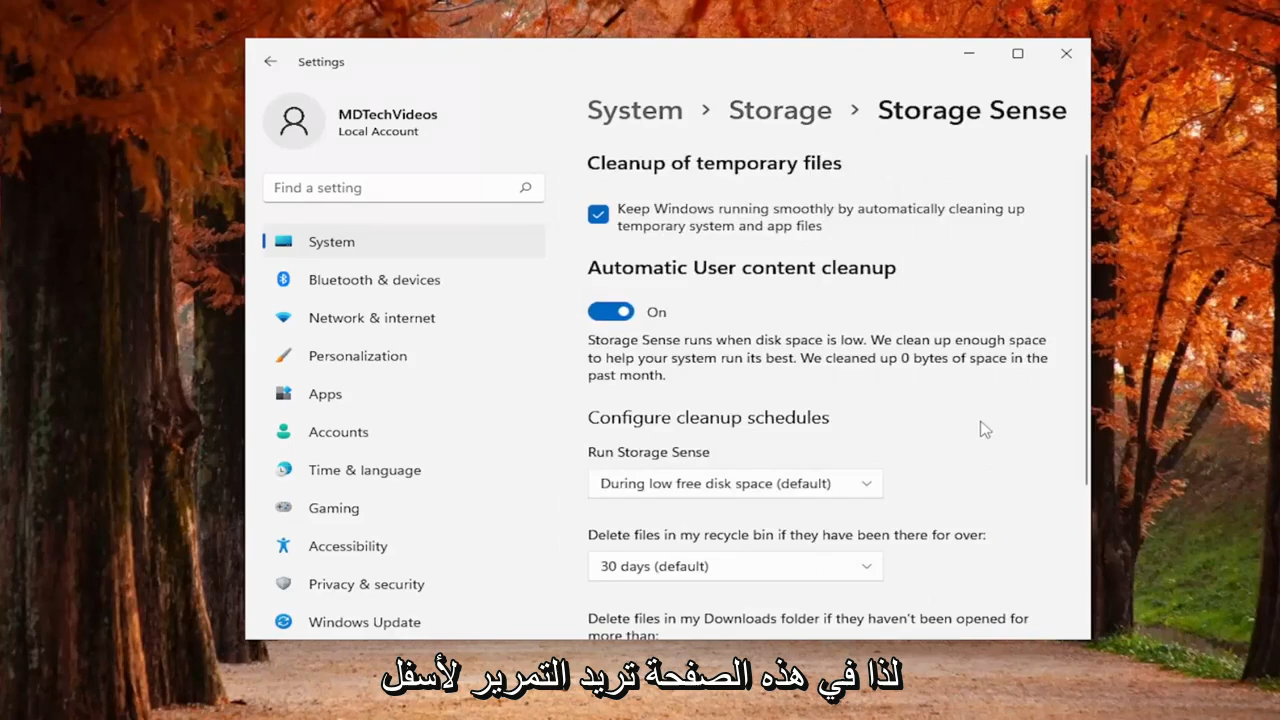 Settings
MDTechVideos
Local Account
Find a setting
System
Bluetooth & devices
Network & internet
Personalization
Apps
Accounts
Time & language
Gaming
Accessibility
Privacy & security
Windows Update
System > Storage > Storage Sense
Cleanup of temporary files
Keep Windows running smoothly by automatically cleaning up
temporary system and app files
Automatic User content cleanup
On
Storage Sense runs when disk space is low. We clean up enough space
to help your system run its best. We cleaned up 0 bytes of space in the
past month.
Configure cleanup schedules
Run Storage Sense
During low free disk space (default)
Delete files in my recycle bin if they have been there for over:
30 days (default)
Delete files in my Downloads folder if they haven't been opened for
more than:
لذا في هذه الصفحة تريد التمرير لأسفل